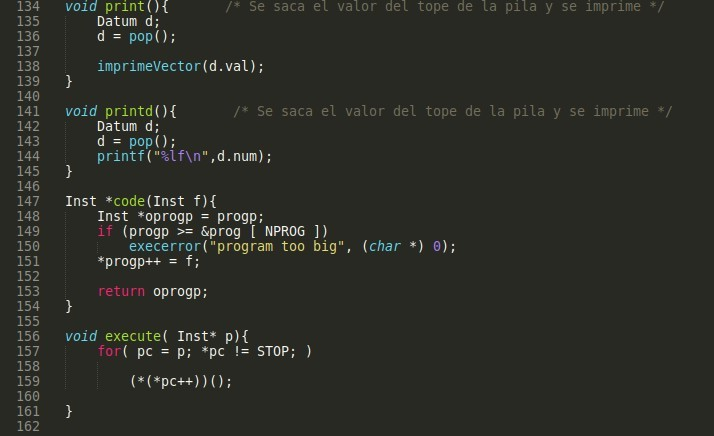 134 void print(){ /* Se saca el valor del tope de la pila y se imprime */
135 Datum d;
136 d = pop();
137
138 imprimeVector(d.val);
139 }
140
141 void printd(){ /* Se saca el valor del tope de la pila y se imprime */
142 Datum d;
143 d = pop();
144 printf("%lf\n",d.num);
145 }
146
147 Inst *code(Inst f){
148 Inst *oprogp = progp;
149 if (progp >= &prog [ NPROG ])
150 execerror("program too big", (char *) 0);
151 *progp++ = f;
152
153 return oprogp;
154 }
155
156 void execute( Inst* p){
157 for( pc = p; *pc != STOP; )
158
159 (*(*pc++))();
160
161 }
162